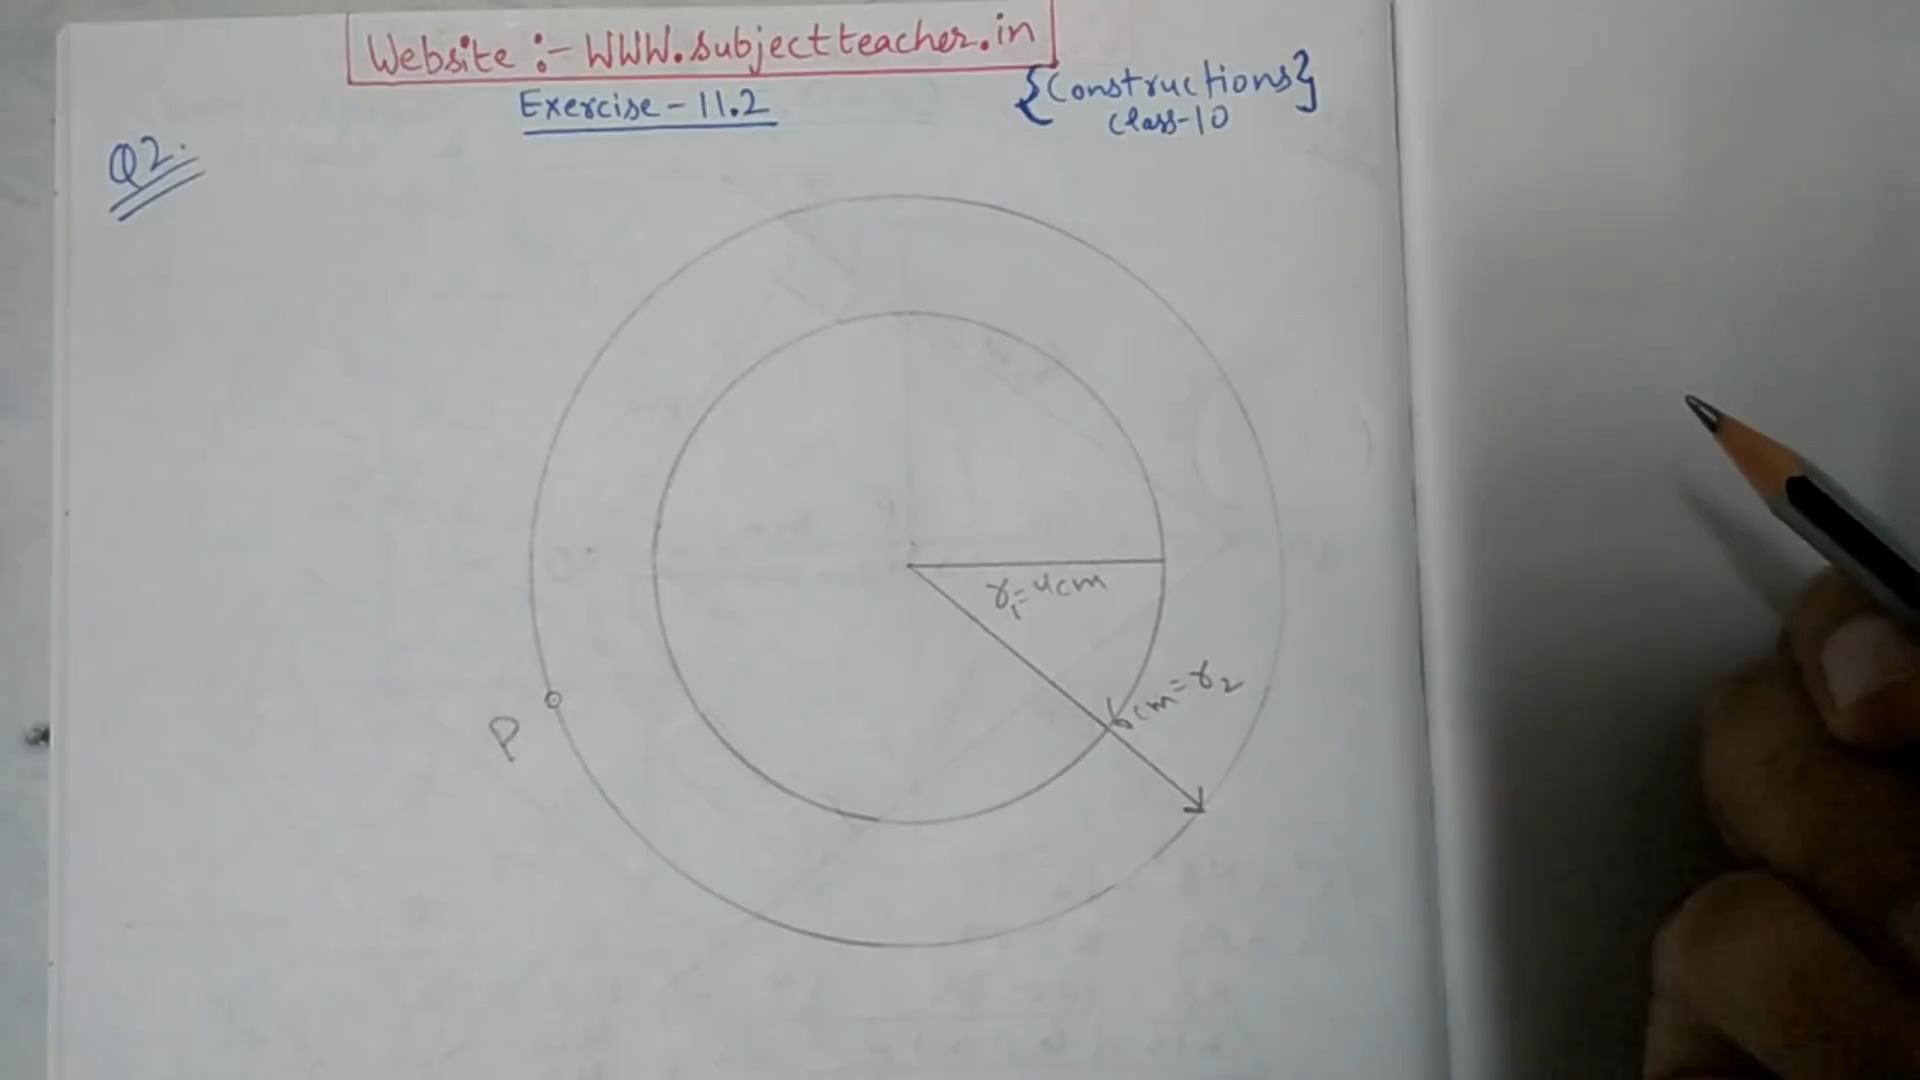 Website :- WWW.subjectteacher.in
Exercise - 11.2
{Constructions}
Class-10
Q2.
r₁=4cm
6cm=r₂
P